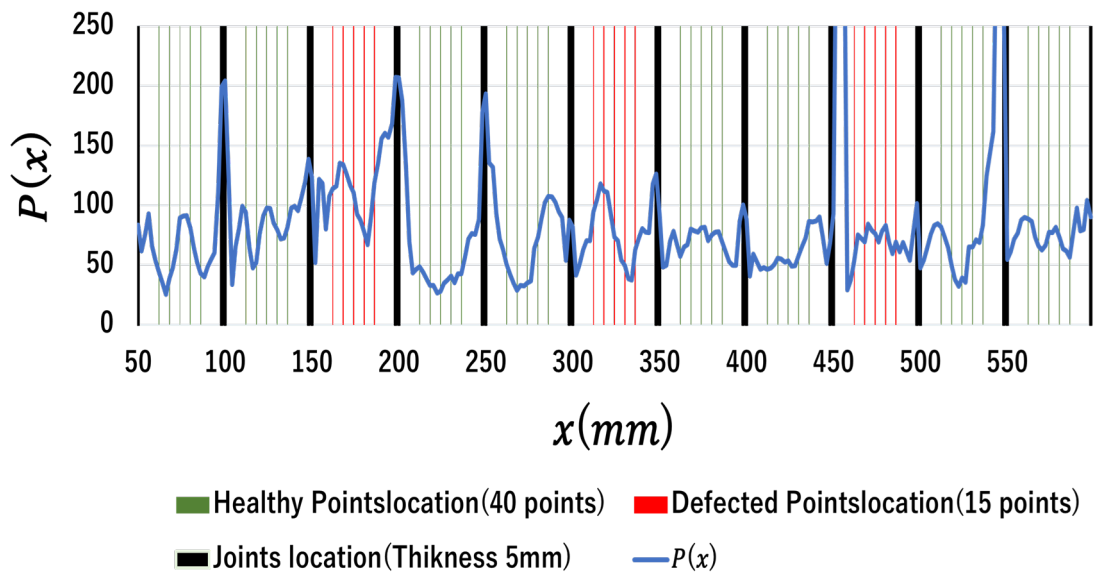 250
200
150
100
50
0
P(x)
50 100 150 200 250 300 350 400 450 500 550
x(mm)
Healthy Pointslocation(40 points) Defected Pointslocation(15 points)
Joints location(Thikness 5mm) P(x)